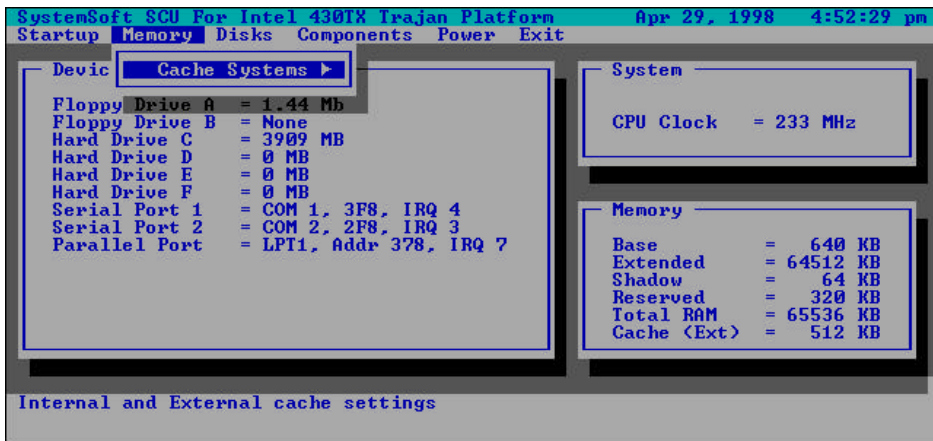 SystemSoft SCU For Intel 430TX Trajan Platform Apr 29, 1998 4:52:29 pm
Startup Memory Disks Components Power Exit
Cache Systems ▶
Devic
Floppy Drive A = 1.44 Mb
Floppy Drive B = None
Hard Drive C = 3909 MB
Hard Drive D = 0 MB
Hard Drive E = 0 MB
Hard Drive F = 0 MB
Serial Port 1 = COM 1, 3F8, IRQ 4
Serial Port 2 = COM 2, 2F8, IRQ 3
Parallel Port = LPT1, Addr 378, IRQ 7
System
CPU Clock = 233 MHz
Memory
Base = 640 KB
Extended = 64512 KB
Shadow = 64 KB
Reserved = 320 KB
Total RAM = 65536 KB
Cache (Ext) = 512 KB
Internal and External cache settings